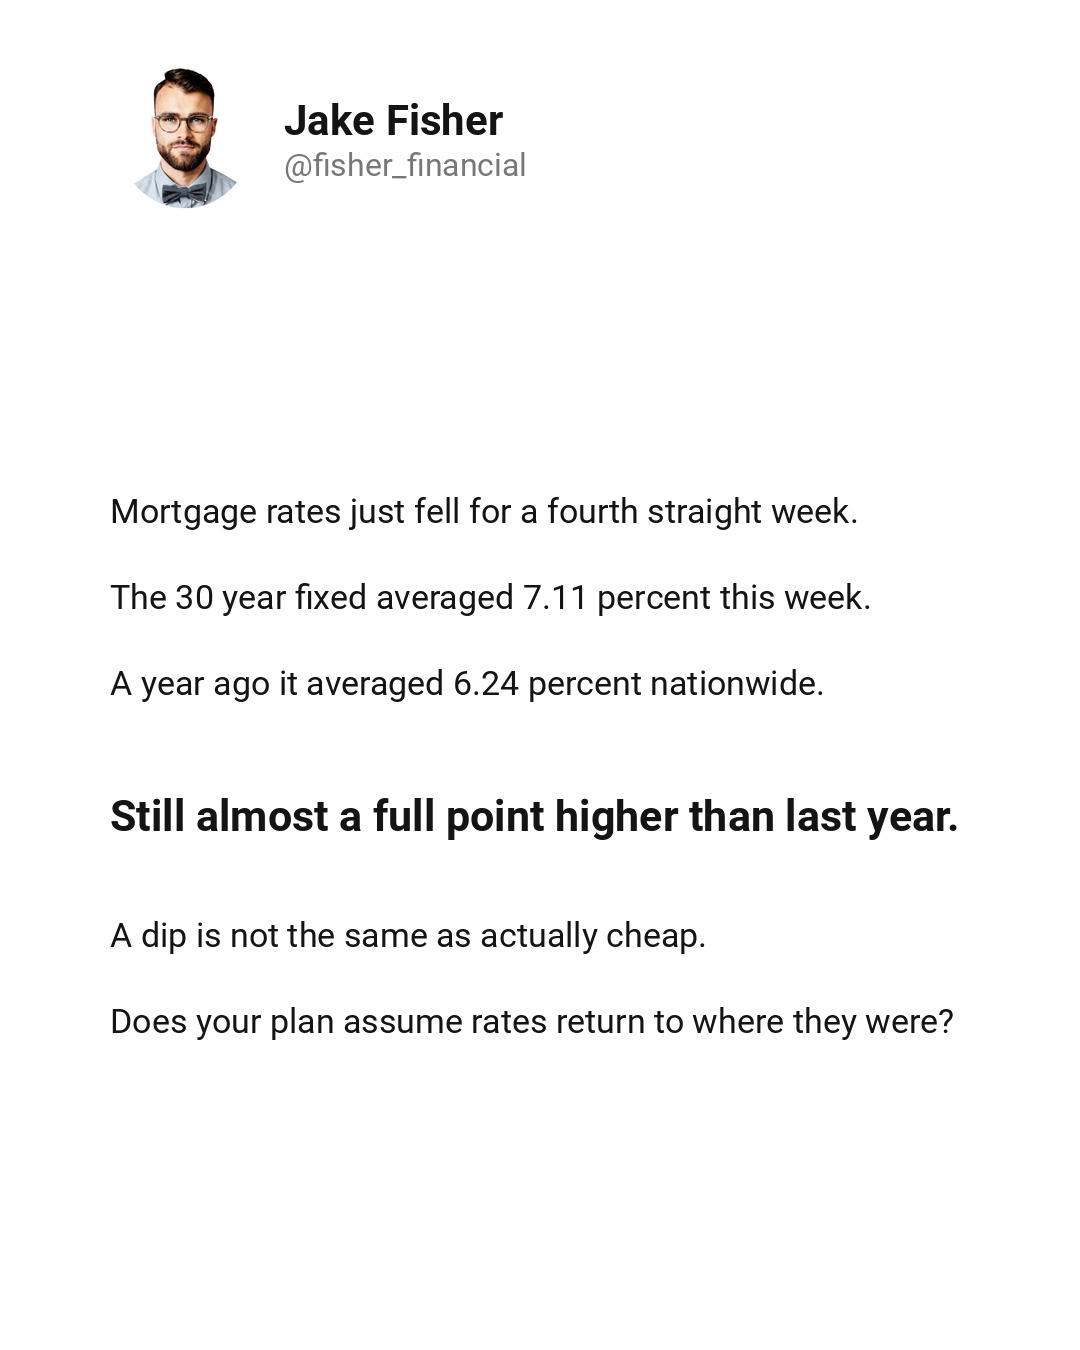 Jake Fisher
@fisher_financial
Mortgage rates just fell for a fourth straight week.
The 30 year fixed averaged 7.11 percent this week.
A year ago it averaged 6.24 percent nationwide.
Still almost a full point higher than last year.
A dip is not the same as actually cheap.
Does your plan assume rates return to where they were?